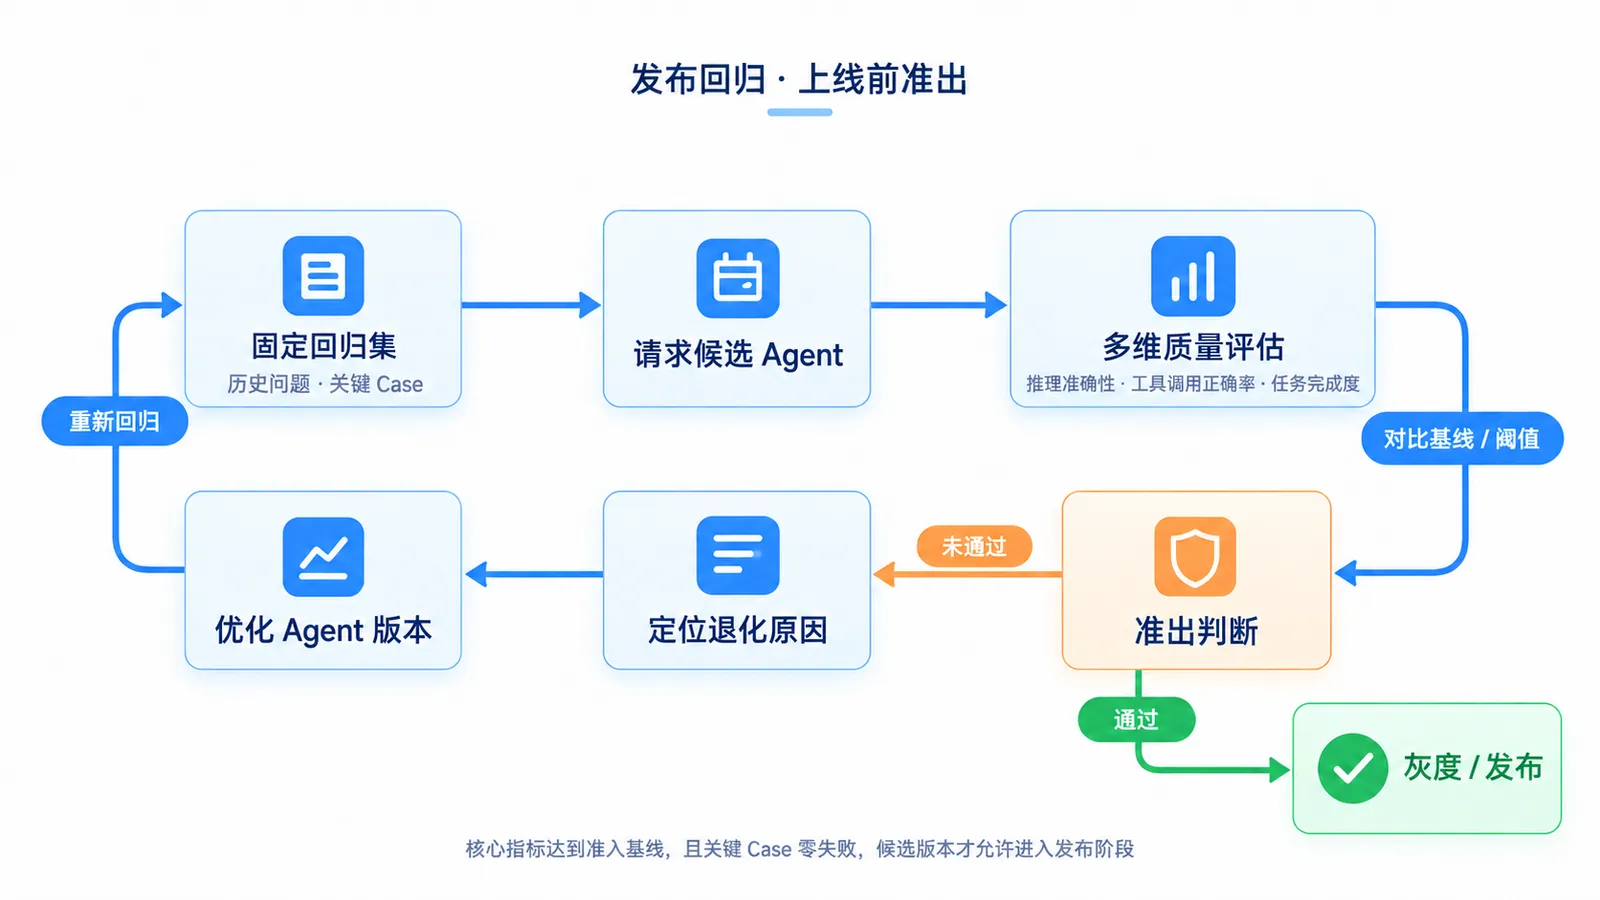 发布回归 · 上线前准出
固定回归集
历史问题 · 关键 Case
请求候选 Agent
多维质量评估
推理准确性 · 工具调用正确率 · 任务完成度
重新回归
对比基线 / 阈值
优化 Agent 版本
定位退化原因
未通过
准出判断
通过
灰度 / 发布
核心指标达到准入基线，且关键 Case 零失败，候选版本才允许进入发布阶段